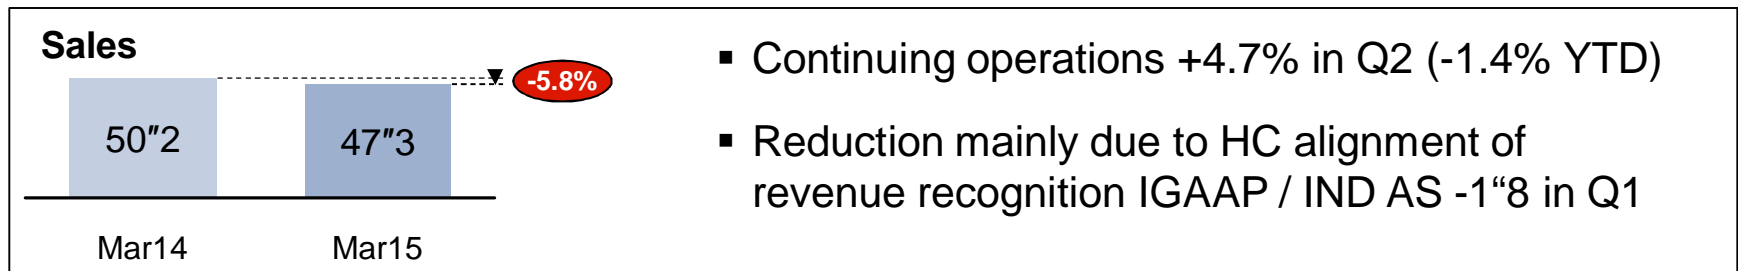 Sales
-5.8%
50"2
47"3
Mar14
Mar15
▪ Continuing operations +4.7% in Q2 (-1.4% YTD)
▪ Reduction mainly due to HC alignment of
revenue recognition IGAAP / IND AS -1“8 in Q1